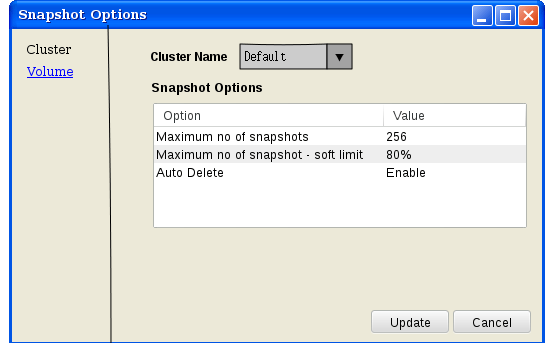 Snapshot Options
Cluster
Volume
Cluster Name Default
Snapshot Options
Option Value
Maximum no of snapshots 256
Maximum no of snapshot - soft limit 80%
Auto Delete Enable
Update Cancel